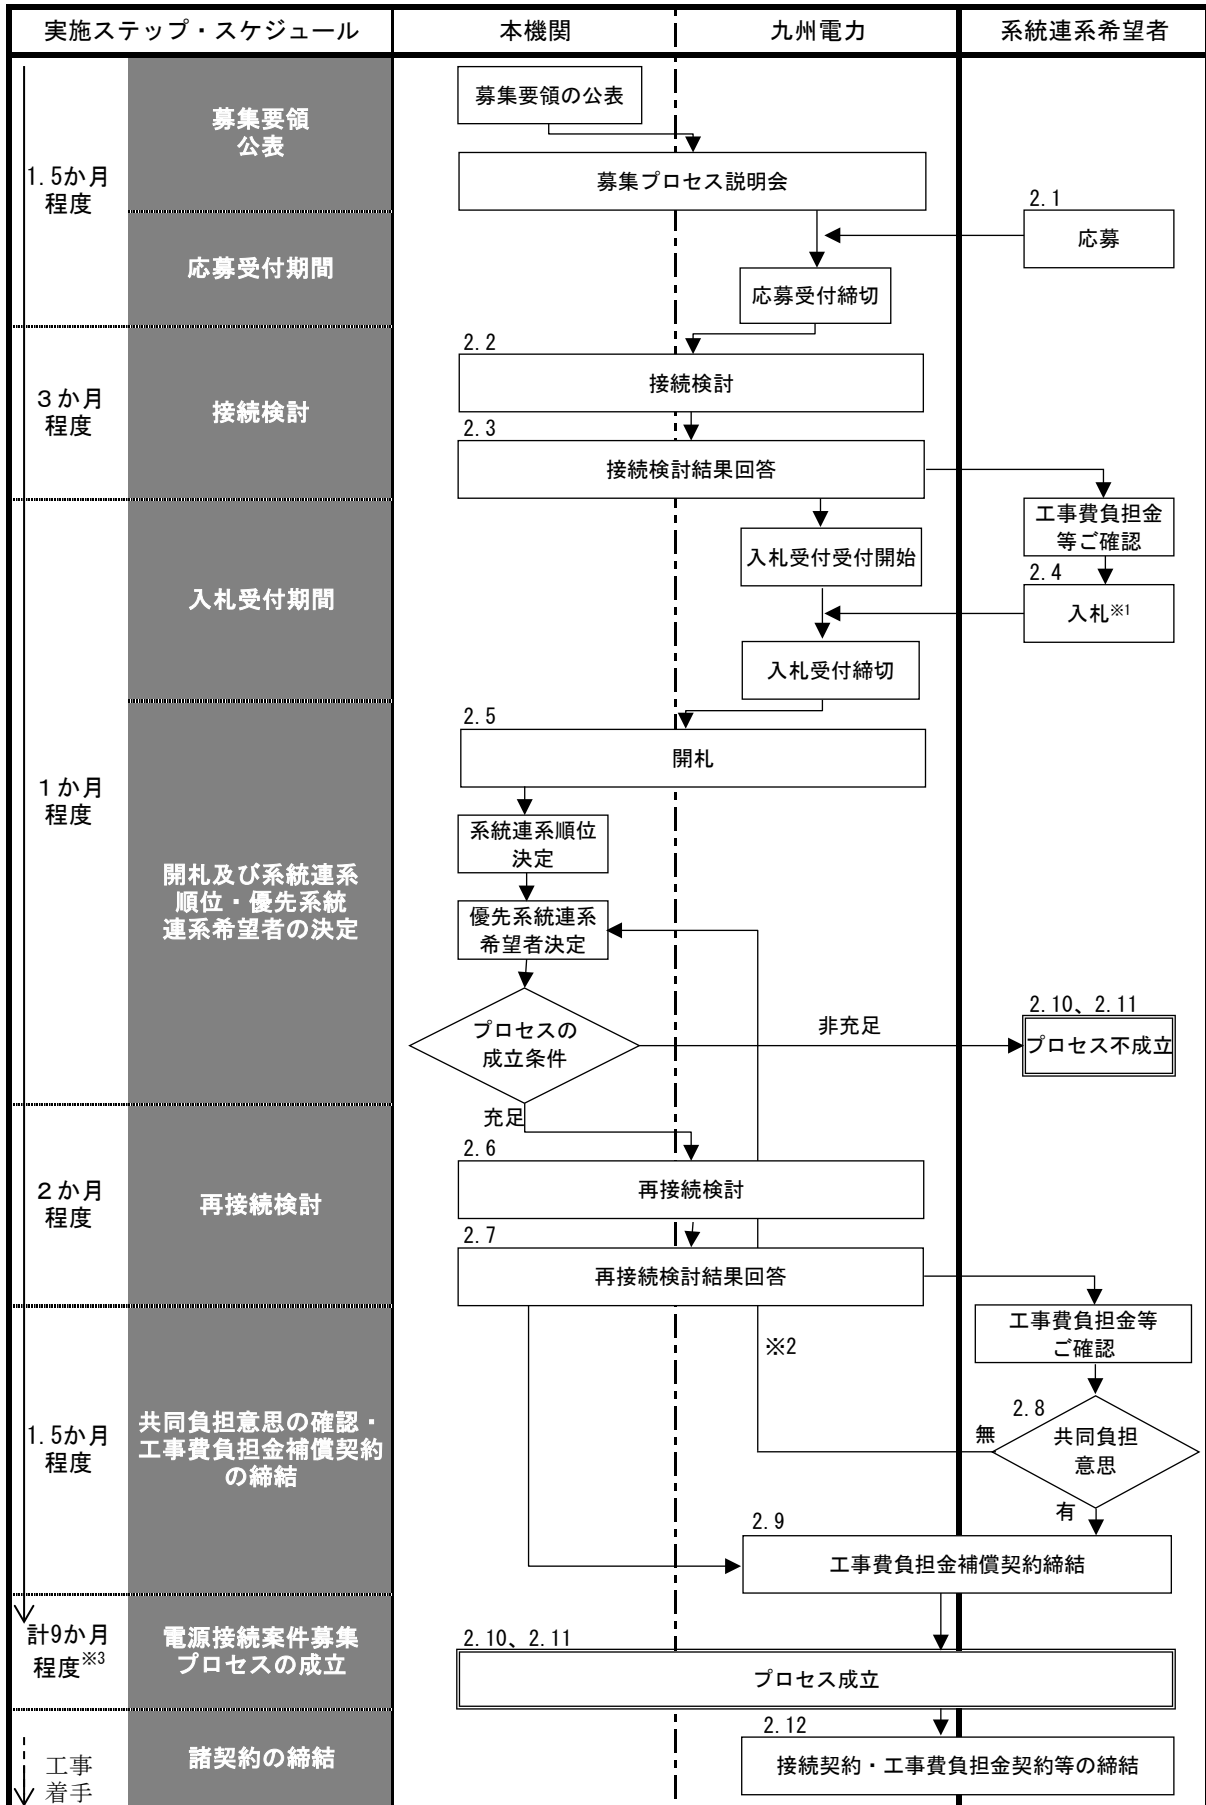 実施ステップ・スケジュール
本機関
九州電力
系統連系希望者
1.5か月
程度
募集要領
公表
募集要領の公表
募集プロセス説明会
応募受付期間
2.1
応募
応募受付締切
3か月
程度
接続検討
2.2
接続検討
2.3
接続検討結果回答
工事費負担金
等ご確認
入札受付期間
入札受付受付開始
2.4
入札※1
入札受付締切
1か月
程度
開札及び系統連系
順位・優先系統
連系希望者の決定
2.5
開札
系統連系順位
決定
優先系統連系
希望者決定
プロセスの
成立条件
非充足
2.10、2.11
プロセス不成立
充足
2か月
程度
再接続検討
2.6
再接続検討
2.7
再接続検討結果回答
工事費負担金等
ご確認
※2
1.5か月
程度
共同負担意思の確認・
工事費負担金補償契約
の締結
2.8
無
共同負担
意思
有
2.9
工事費負担金補償契約締結
計9か月
程度※3
電源接続案件募集
プロセスの成立
2.10、2.11
プロセス成立
工事
着手
諸契約の締結
2.12
接続契約・工事費負担金契約等の締結